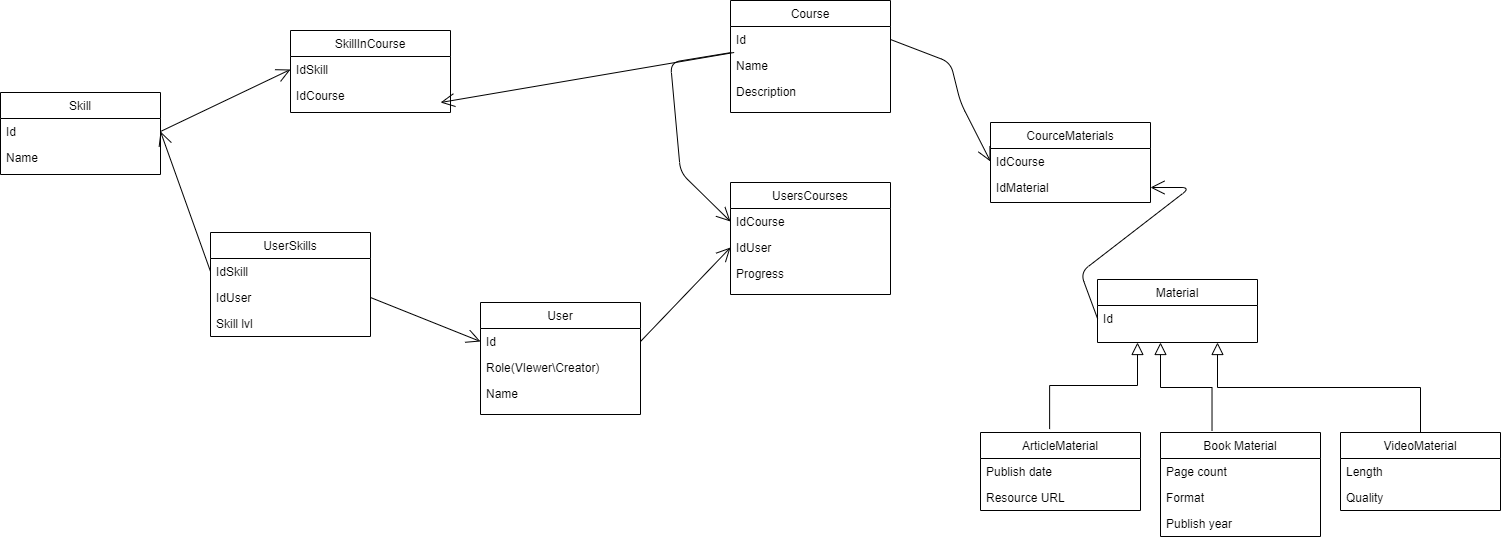 Course
Id
Name
Description
SkillInCourse
IdSkill
IdCourse
Skill
Id
Name
CourceMaterials
IdCourse
IdMaterial
UsersCourses
IdCourse
IdUser
Progress
UserSkills
IdSkill
IdUser
Skill lvl
User
Id
Role(VIewer\Creator)
Name
Material
Id
ArticleMaterial
Publish date
Resource URL
Book Material
Page count
Format
Publish year
VideoMaterial
Length
Quality